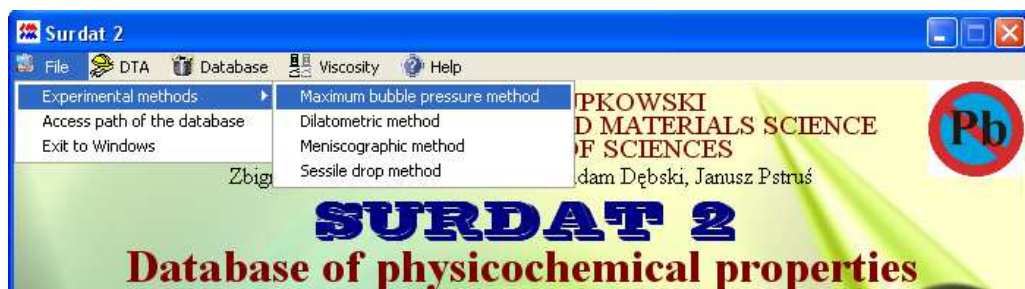 Surdat 2
File DTA Database Viscosity Help
Experimental methods
Access path of the database
Exit to Windows
Maximum bubble pressure method
Dilatometric method
Meniscographic method
Sessile drop method
UPKOWSKI
D MATERIALS SCIENCE
OF SCIENCES
Zbig
dam Dębski, Janusz Pstruś
Pb
SURDAT 2
Database of physicochemical properties